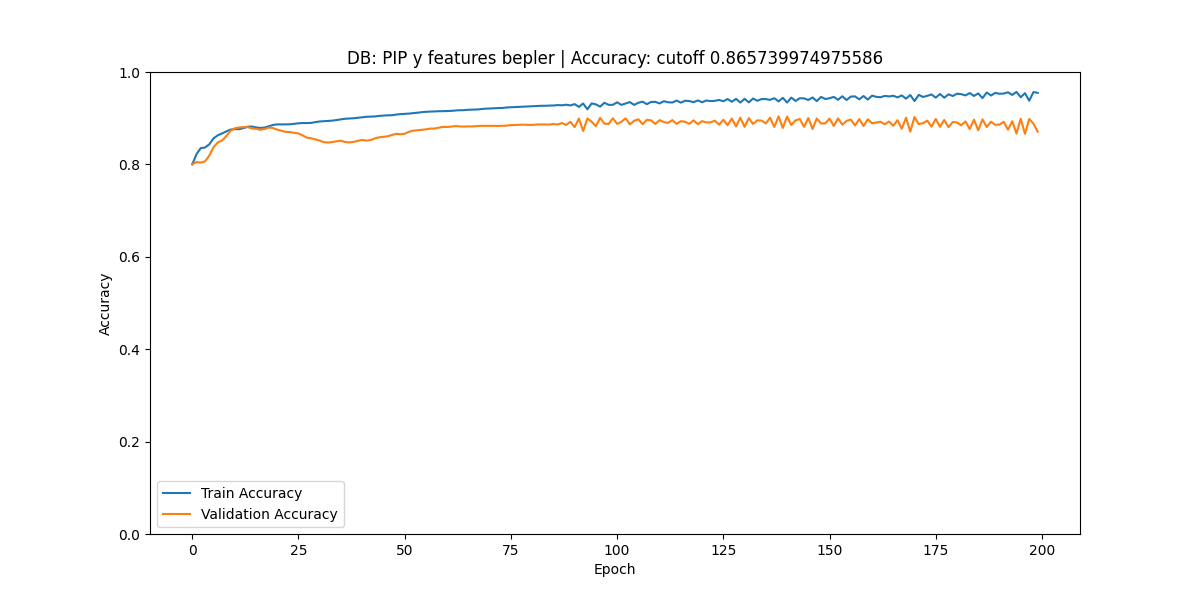 DB: PIP y features bepler | Accuracy: cutoff 0.865739974975586
1.0
0.8
0.6
0.4
0.2
0.0
Accuracy
Train Accuracy
Validation Accuracy
0 25 50 75 100 125 150 175 200
Epoch